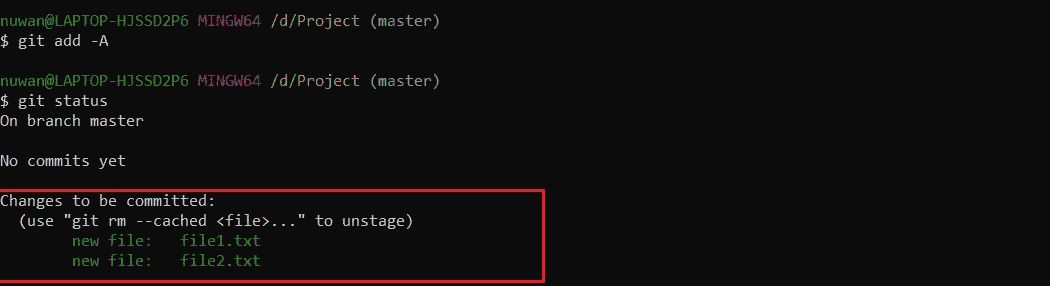 nuwan@LAPTOP-HJSSD2P6 MINGW64 /d/Project (master)
$ git add -A
nuwan@LAPTOP-HJSSD2P6 MINGW64 /d/Project (master)
$ git status
On branch master
No commits yet
Changes to be committed:
  (use "git rm --cached <file>..." to unstage)
        new file:   file1.txt
        new file:   file2.txt